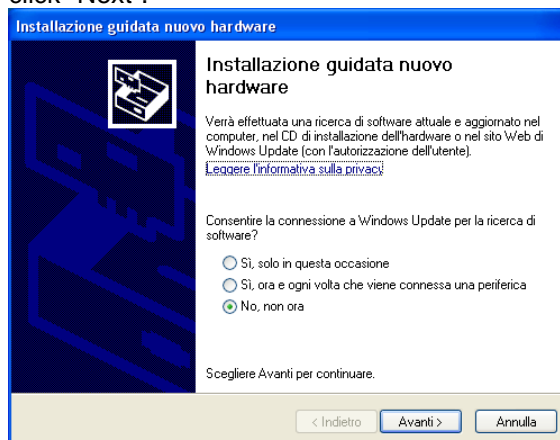 click "Next".
Installazione guidata nuovo hardware
Installazione guidata nuovo
hardware
Verrà effettuata una ricerca di software attuale e aggiornato nel
computer, nel CD di installazione dell'hardware o nel sito Web di
Windows Update (con l'autorizzazione dell'utente).
Leggere l'informativa sulla privacy
Consentire la connessione a Windows Update per la ricerca di
software?
Sì, solo in questa occasione
Sì, ora e ogni volta che viene connessa una periferica
No, non ora
Scegliere Avanti per continuare.
< Indietro
Avanti >
Annulla